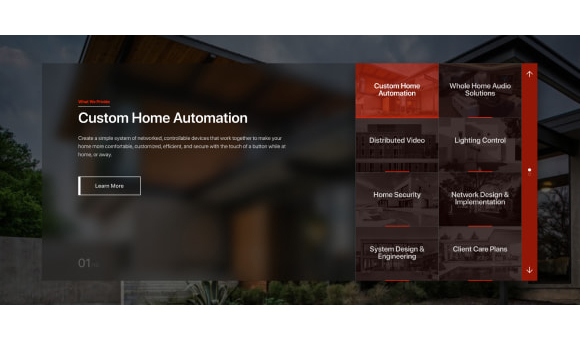 What We Provide
Custom Home Automation
Create a simple system of networked, controllable devices that work together to make your
home more comfortable, customized, efficient, and secure with the touch of a button while at
home, or away.
Learn More
01
Custom Home
Automation
Whole Home Audio
Solutions
Distributed Video
Lighting Control
Home Security
Network Design &
Implementation
System Design &
Engineering
Client Care Plans